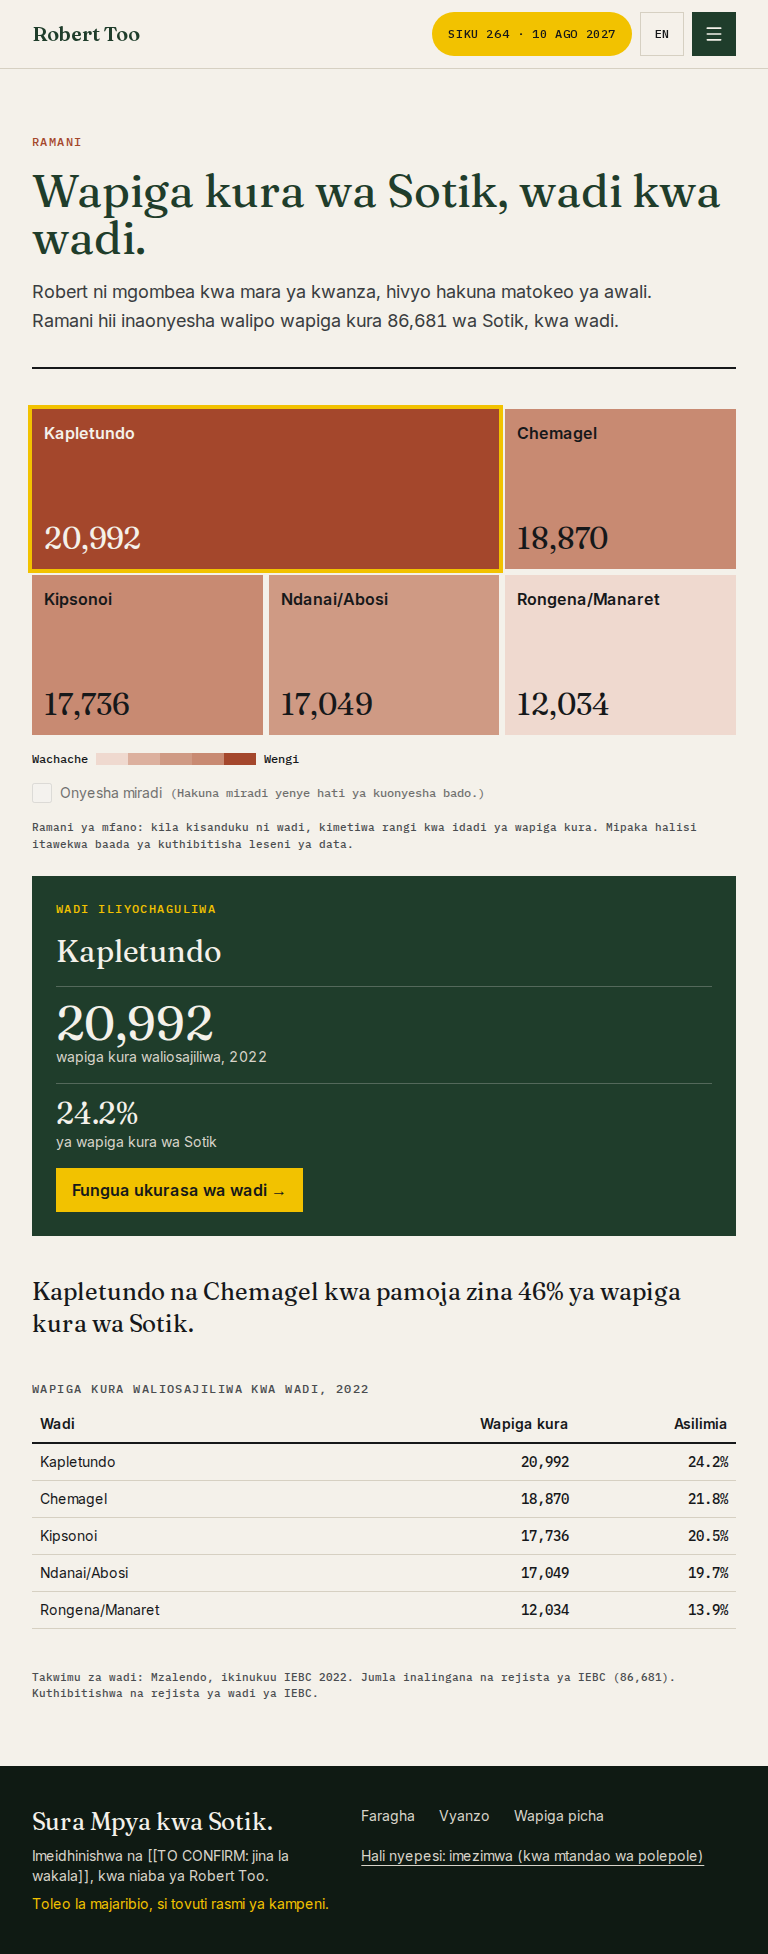 Robert Too
SIKU 264 · 10 AGO 2027
EN
RAMANI
Wapiga kura wa Sotik, wadi kwa
wadi.
Robert ni mgombea kwa mara ya kwanza, hivyo hakuna matokeo ya awali.
Ramani hii inaonyesha walipo wapiga kura 86,681 wa Sotik, kwa wadi.
Kapletundo
20,992
Chemagel
18,870
Kipsonoi
17,736
Ndanai/Abosi
17,049
Rongena/Manaret
12,034
Wachache
Wengi
Onyesha miradi (Hakuna miradi yenye hati ya kuonyesha bado.)
Ramani ya mfano: kila kisanduku ni wadi, kimetiwa rangi kwa idadi ya wapiga kura. Mipaka halisi
itawekwa baada ya kuthibitisha leseni ya data.
WADI ILIYOCHAGULIWA
Kapletundo
20,992
wapiga kura waliosajiliwa, 2022
24.2%
ya wapiga kura wa Sotik
Fungua ukurasa wa wadi →
Kapletundo na Chemagel kwa pamoja zina 46% ya wapiga
kura wa Sotik.
WAPIGA KURA WALIOSAJILIWA KWA WADI, 2022
Wadi Wapiga kura Asilimia
Kapletundo 20,992 24.2%
Chemagel 18,870 21.8%
Kipsonoi 17,736 20.5%
Ndanai/Abosi 17,049 19.7%
Rongena/Manaret 12,034 13.9%
Takwimu za wadi: Mzalendo, ikinukuu IEBC 2022. Jumla inalingana na rejista ya IEBC (86,681).
Kuthibitishwa na rejista ya wadi ya IEBC.
Sura Mpya kwa Sotik.
Imeidhinishwa na [[TO CONFIRM: jina la
wakala]], kwa niaba ya Robert Too.
Toleo la majaribio, si tovuti rasmi ya kampeni.
Faragha Vyanzo Wapiga picha
Hali nyepesi: imezimwa (kwa mtandao wa polepole)